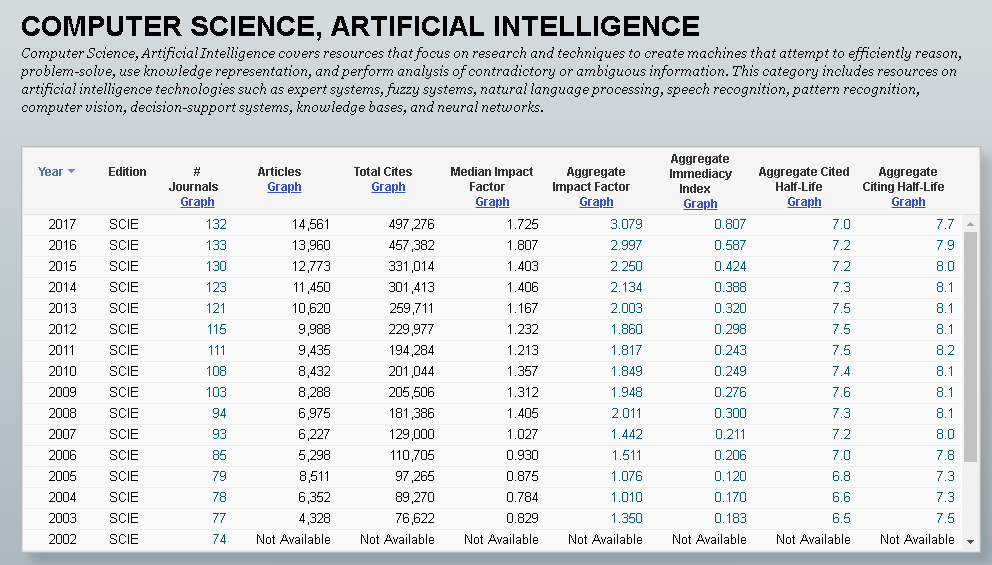 COMPUTER SCIENCE, ARTIFICIAL INTELLIGENCE
Computer Science, Artificial Intelligence covers resources that focus on research and techniques to create machines that attempt to efficiently reason,
problem-solve, use knowledge representation, and perform analysis of contradictory or ambiguous information. This category includes resources on
artificial intelligence technologies such as expert systems, fuzzy systems, natural language processing, speech recognition, pattern recognition,
computer vision, decision-support systems, knowledge bases, and neural networks.
Year Edition # Journals Graph Articles Graph Total Cites Graph Median Impact Factor Graph Aggregate Impact Factor Graph Aggregate Immediacy Index Graph Aggregate Cited Half-Life Graph Aggregate Citing Half-Life Graph
2017 SCIE 132 14,561 497,276 1.725 3.079 0.807 7.0 7.7
2016 SCIE 133 13,960 457,382 1.807 2.997 0.587 7.2 7.9
2015 SCIE 130 12,773 331,014 1.403 2.250 0.424 7.2 8.0
2014 SCIE 123 11,450 301,413 1.406 2.134 0.388 7.3 8.1
2013 SCIE 121 10,620 259,711 1.167 2.003 0.320 7.5 8.1
2012 SCIE 115 9,988 229,977 1.232 1.860 0.298 7.5 8.1
2011 SCIE 111 9,435 194,284 1.213 1.817 0.243 7.5 8.2
2010 SCIE 108 8,432 201,044 1.357 1.849 0.249 7.4 8.1
2009 SCIE 103 8,288 205,506 1.312 1.948 0.276 7.6 8.1
2008 SCIE 94 6,975 181,386 1.405 2.011 0.300 7.3 8.1
2007 SCIE 93 6,227 129,000 1.027 1.442 0.211 7.2 8.0
2006 SCIE 85 5,298 110,705 0.930 1.511 0.206 7.0 7.8
2005 SCIE 79 8,511 97,265 0.875 1.076 0.120 6.8 7.3
2004 SCIE 78 6,352 89,270 0.784 1.010 0.170 6.6 7.3
2003 SCIE 77 4,328 76,622 0.829 1.350 0.183 6.5 7.5
2002 SCIE 74 Not Available Not Available Not Available Not Available Not Available Not Available Not Available